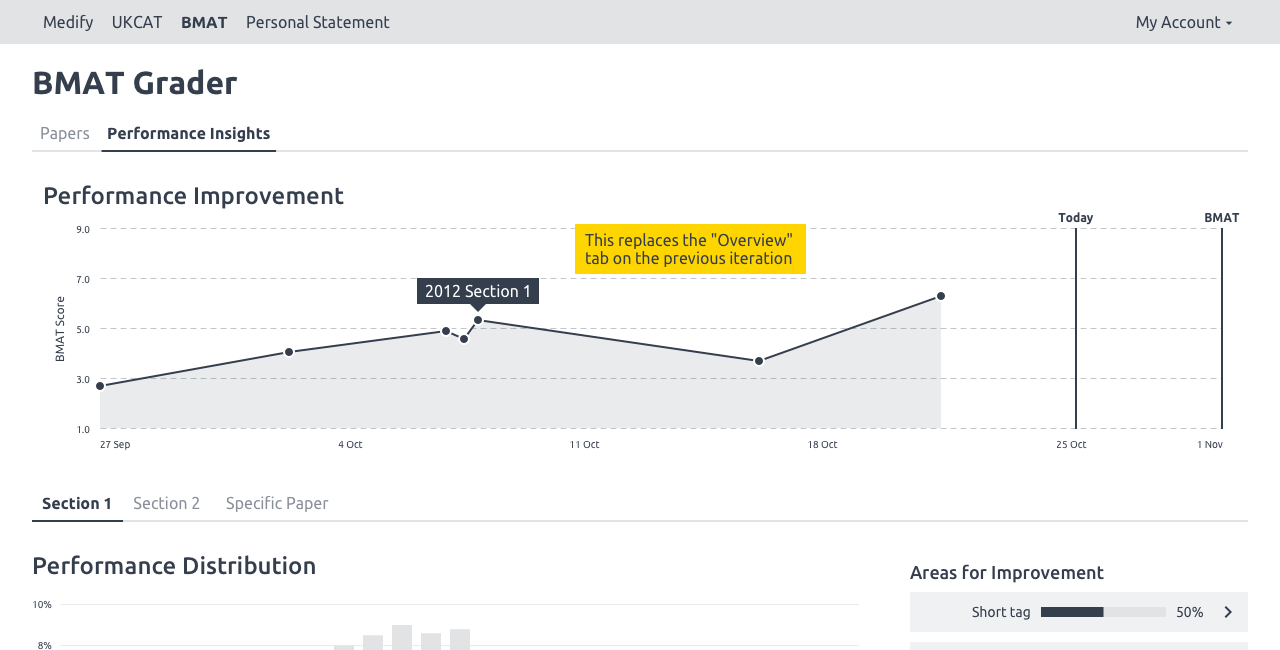 Medify UKCAT BMAT Personal Statement My Account
BMAT Grader
Papers Performance Insights
Performance Improvement
Today BMAT
9.0
This replaces the "Overview"
tab on the previous iteration
7.0
2012 Section 1
BMAT Score
5.0
3.0
1.0
27 Sep 4 Oct 11 Oct 18 Oct 25 Oct 1 Nov
Section 1 Section 2 Specific Paper
Performance Distribution
Areas for Improvement
10%
Short tag 50%
8%